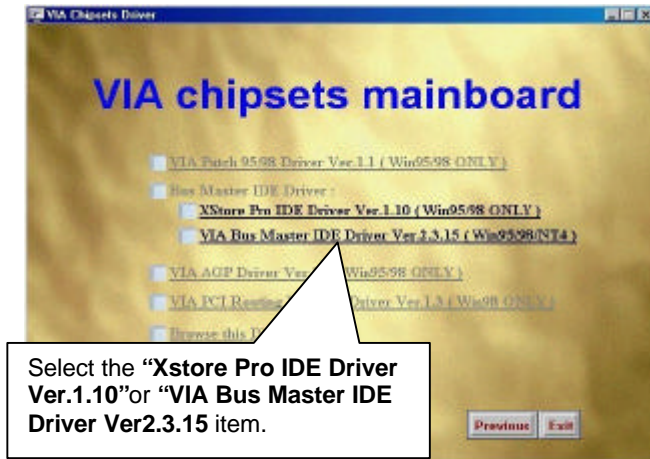 VIA Chipsets Driver
VIA chipsets mainboard
VIA Patch 95/98 Driver Ver.1.1 ( Win95/98 ONLY )
Bus Master IDE Driver :
XStore Pro IDE Driver Ver.1.10 ( Win95/98 ONLY )
VIA Bus Master IDE Driver Ver.2.3.15 ( Win95/98/NT4 )
VIA AGP Driver Win95/98 ONLY )
VIA PCI Routing Driver Ver.1.3 ( Win98 ONLY )
Browse this
Select the “Xstore Pro IDE Driver
Ver.1.10”or “VIA Bus Master IDE
Driver Ver2.3.15 item.
Previous Exit